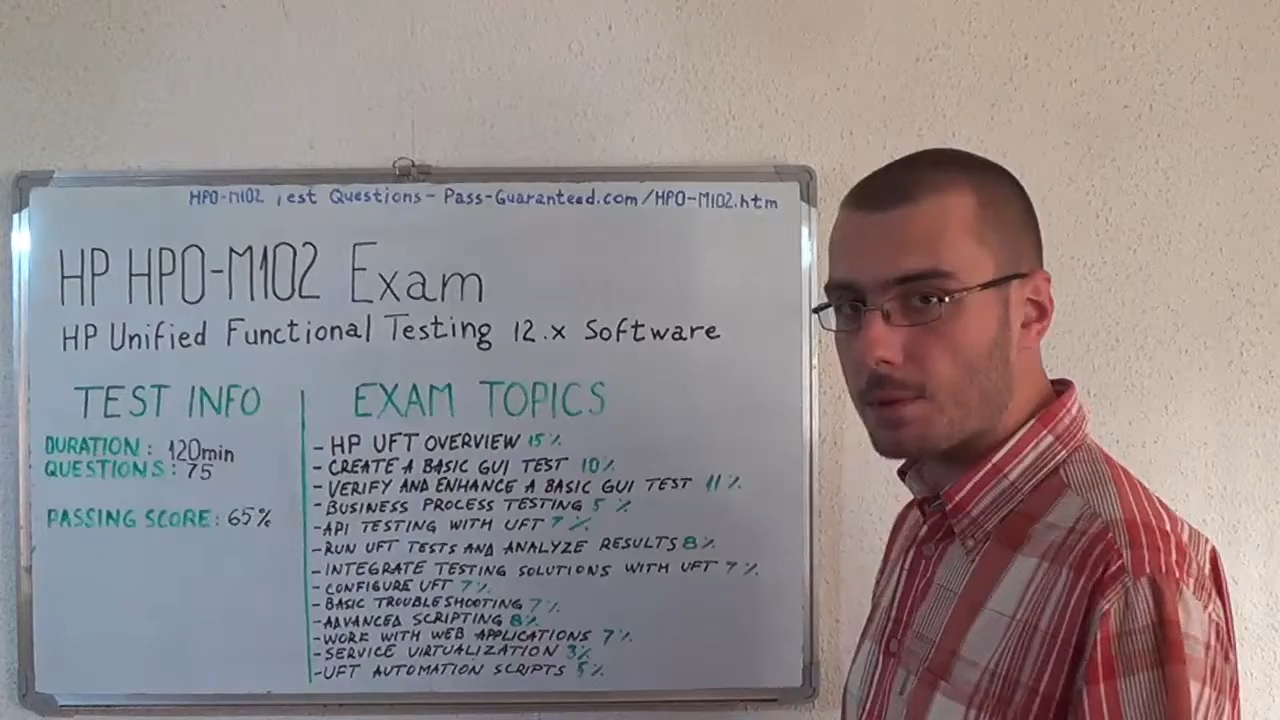 HPO-M102 Test Questions - Pass-Guaranteed.com/HPO-M102.htm
HP HPO-M102 Exam
HP Unified Functional Testing 12.x Software
TEST INFO
DURATION: 120min
QUESTIONS: 75
PASSING SCORE: 65%
EXAM TOPICS
- HP UFT OVERVIEW 15%
- CREATE A BASIC GUI TEST 10%
- VERIFY AND ENHANCE A BASIC GUI TEST 11%
- BUSINESS PROCESS TESTING 5%
- API TESTING WITH UFT 7%
- RUN UFT TESTS AND ANALYZE RESULTS 8%
- INTEGRATE TESTING SOLUTIONS WITH UFT 7%
- CONFIGURE UFT 7%
- BASIC TROUBLESHOOTING 7%
- ADVANCED SCRIPTING 8%
- WORK WITH WEB APPLICATIONS 7%
- SERVICE VIRTUALIZATION 3%
- UFT AUTOMATION SCRIPTS 5%